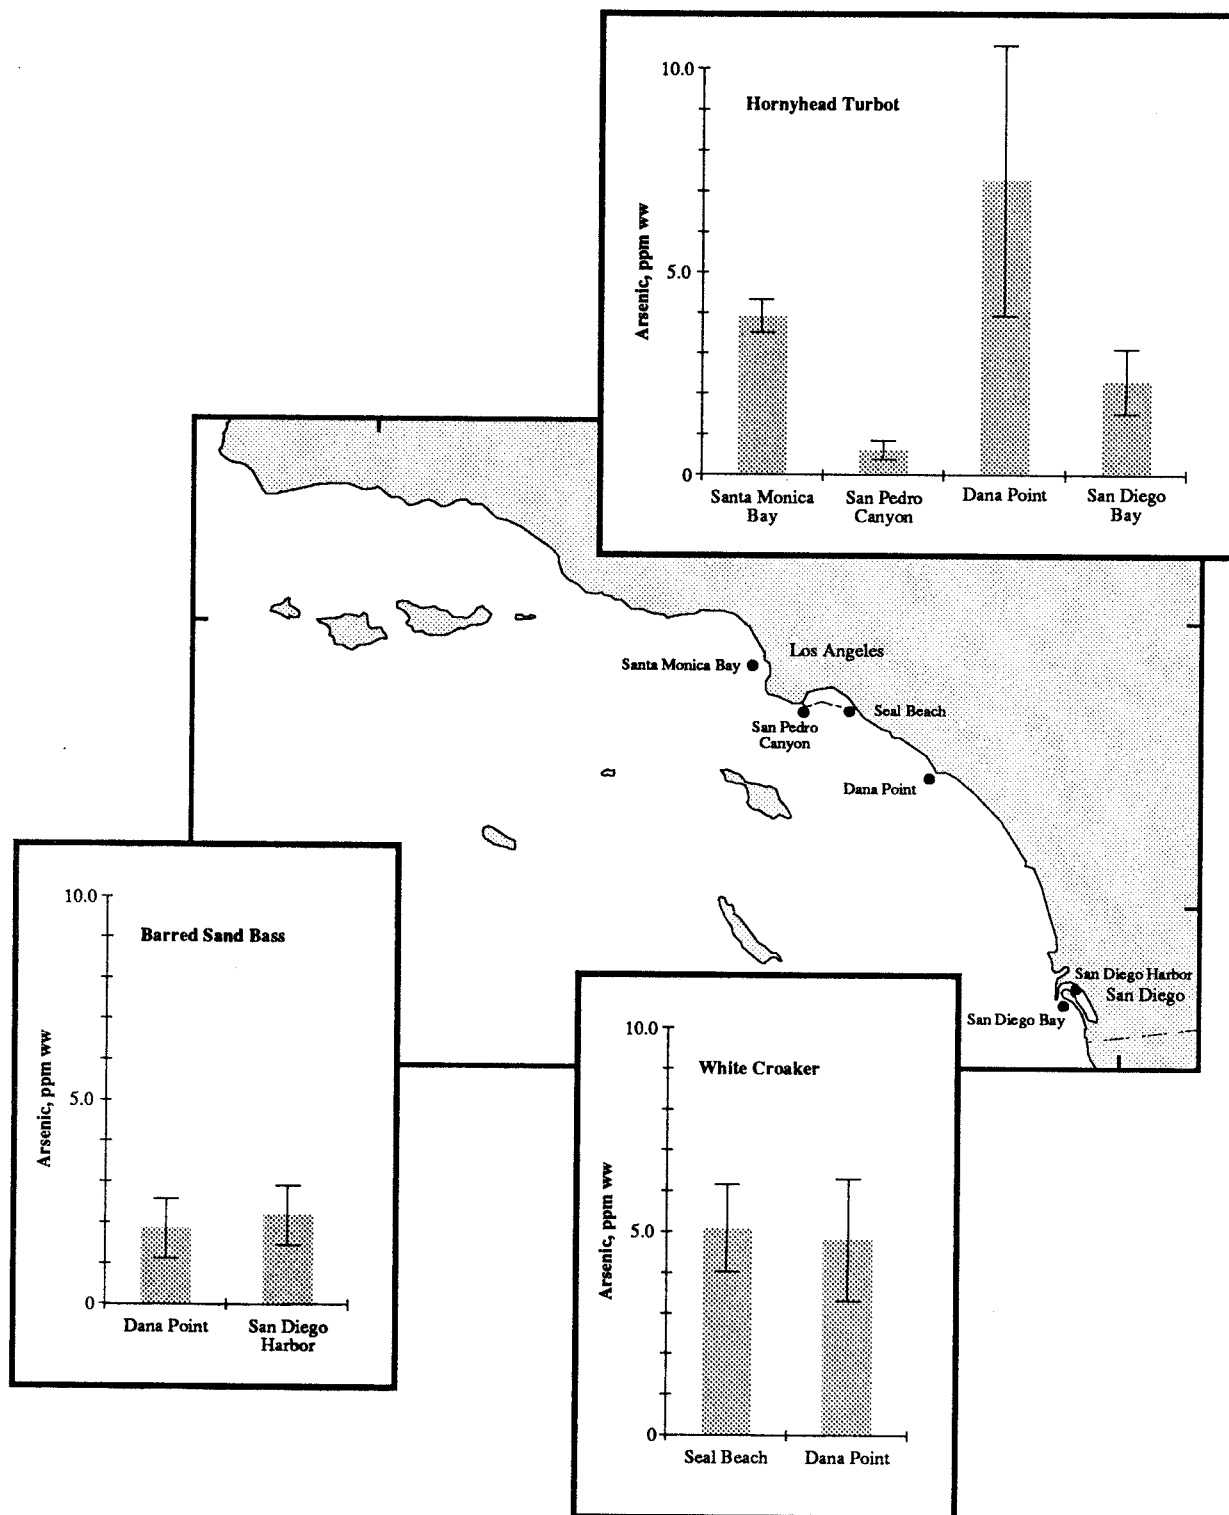 Hornyhead Turbot
Arsenic, ppm ww
10.0
5.0
0
Santa Monica
Bay
San Pedro
Canyon
Dana Point
San Diego
Bay
Los Angeles
Santa Monica Bay
Seal Beach
San Pedro
Canyon
Dana Point
San Diego Harbor
San Diego
San Diego Bay
Barred Sand Bass
Arsenic, ppm ww
10.0
5.0
0
Dana Point
San Diego
Harbor
White Croaker
Arsenic, ppm ww
10.0
5.0
0
Seal Beach
Dana Point